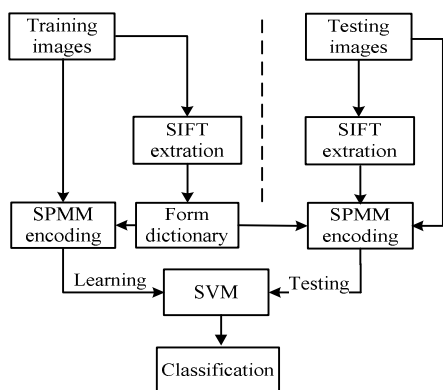 Training
images
Testing
images
SIFT
extration
SIFT
extration
SPMM
encoding
Form
dictionary
SPMM
encoding
Learning
SVM
Testing
Classification